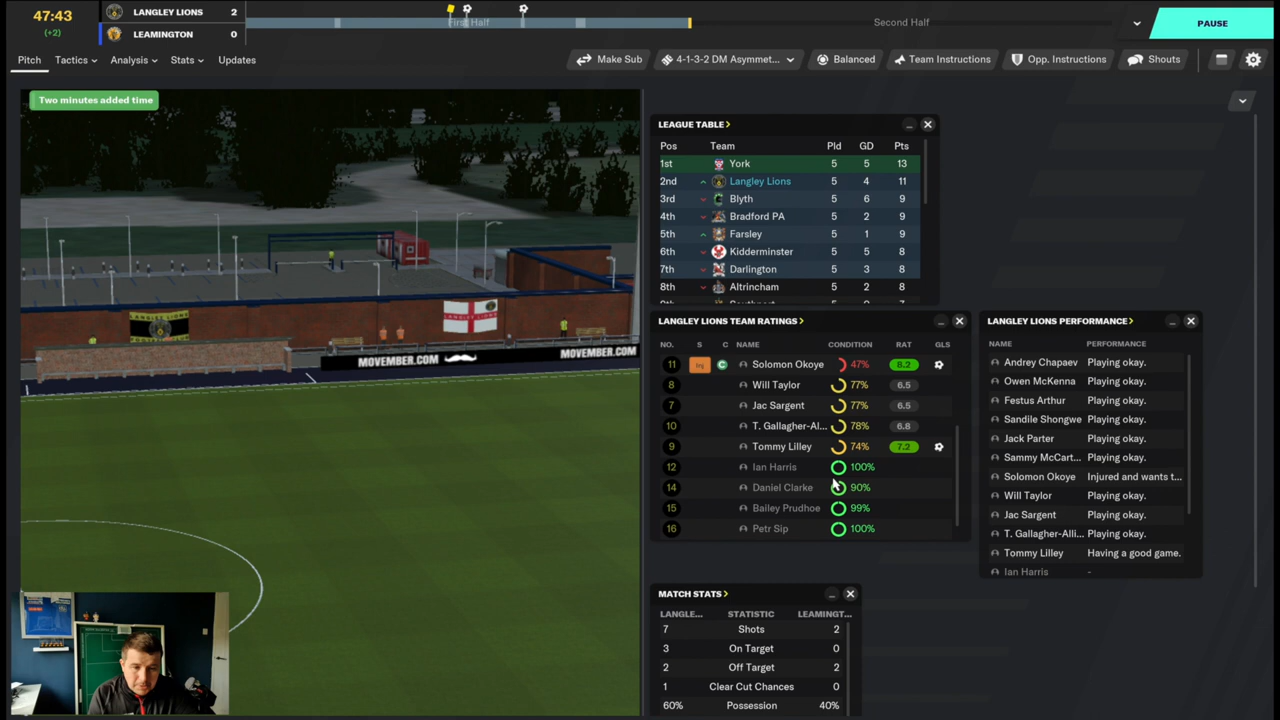 47:43
(+2)
LANGLEY LIONS 2
LEAMINGTON 0
First Half
Second Half
PAUSE
Pitch Tactics Analysis Stats Updates
Make Sub 4-1-3-2 DM Asymmet... Balanced Team Instructions Opp. Instructions Shouts
Two minutes added time
LANGLEY LIONS
MOVEMBER.COM MOVEMBER.COM
LEAGUE TABLE
Pos Team Pld GD Pts
1st York 5 5 13
2nd Langley Lions 5 4 11
3rd Blyth 5 6 9
4th Bradford PA 5 2 9
5th Farsley 5 1 9
6th Kidderminster 5 5 8
7th Darlington 5 3 8
8th Altrincham 5 2 8
LANGLEY LIONS TEAM RATINGS
NO. S C NAME CONDITION RAT GLS
11 Inj C Solomon Okoye 47% 8.2
8 Will Taylor 77% 6.5
7 Jac Sargent 77% 6.5
10 T. Gallagher-Al... 78% 6.8
9 Tommy Lilley 74% 7.2
12 Ian Harris 100%
14 Daniel Clarke 90%
15 Bailey Prudhoe 99%
16 Petr Sip 100%
LANGLEY LIONS PERFORMANCE
NAME PERFORMANCE
Andrey Chapaev Playing okay.
Owen McKenna Playing okay.
Festus Arthur Playing okay.
Sandile Shongwe Playing okay.
Jack Parter Playing okay.
Sammy McCart... Playing okay.
Solomon Okoye Injured and wants t...
Will Taylor Playing okay.
Jac Sargent Playing okay.
T. Gallagher-Alli... Playing okay.
Tommy Lilley Having a good game.
Ian Harris -
MATCH STATS
LANGLE... STATISTIC LEAMINGT...
7 Shots 2
3 On Target 0
2 Off Target 2
1 Clear Cut Chances 0
60% Possession 40%